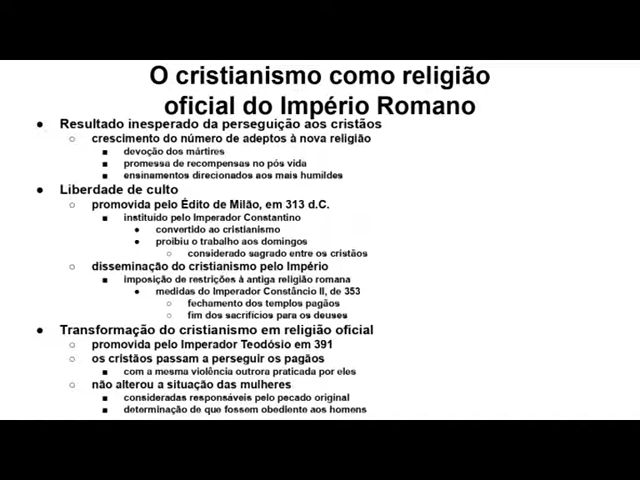 O cristianismo como religião
oficial do Império Romano
● Resultado inesperado da perseguição aos cristãos
○ crescimento do número de adeptos à nova religião
■ devoção dos mártires
■ promessa de recompensas no pós vida
■ ensinamentos direcionados aos mais humildes
● Liberdade de culto
○ promovida pelo Édito de Milão, em 313 d.C.
■ instituído pelo Imperador Constantino
● convertido ao cristianismo
● proibiu o trabalho aos domingos
○ considerado sagrado entre os cristãos
○ disseminação do cristianismo pelo Império
■ imposição de restrições à antiga religião romana
● medidas do Imperador Constâncio II, de 353
○ fechamento dos templos pagãos
○ fim dos sacrifícios para os deuses
● Transformação do cristianismo em religião oficial
○ promovida pelo Imperador Teodósio em 391
○ os cristãos passam a perseguir os pagãos
■ com a mesma violência outrora praticada por eles
○ não alterou a situação das mulheres
■ consideradas responsáveis pelo pecado original
■ determinação de que fossem obediente aos homens